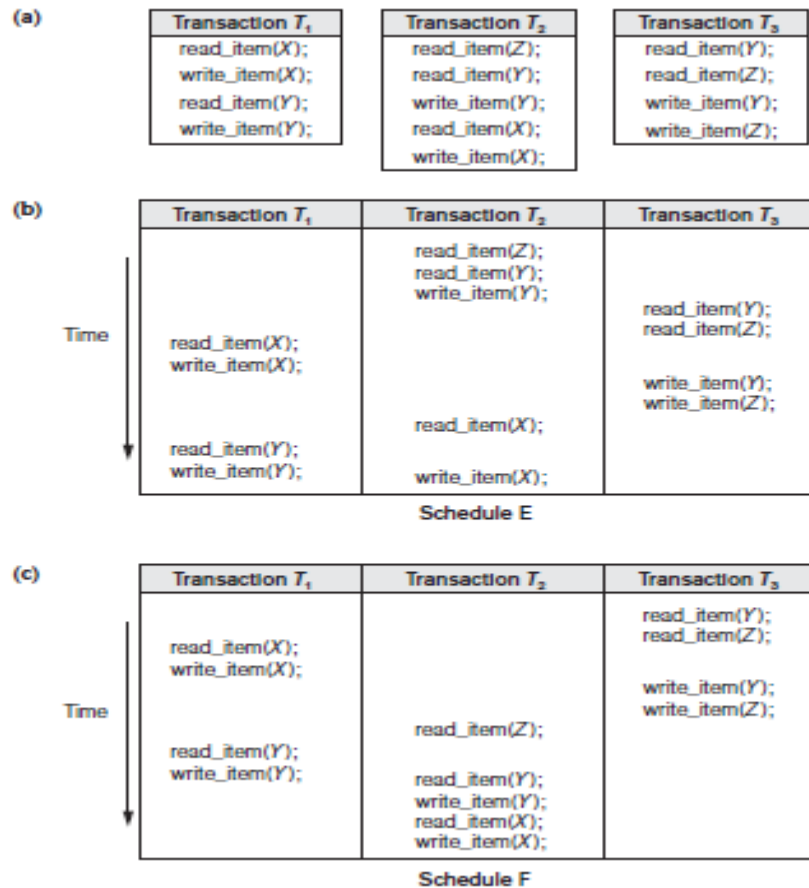 (a)
Transaction T₁ Transaction T₂ Transaction T₃
read_item(X); read_item(Z); read_item(Y);
write_item(X); read_item(Y); read_item(Z);
read_item(Y); write_item(Y); write_item(Y);
write_item(Y); read_item(X); write_item(Z);
write_item(X);
(b)
Transaction T₁ Transaction T₂ Transaction T₃
read_item(Z);
read_item(Y);
write_item(Y);
read_item(Y);
read_item(Z);
Time
read_item(X);
write_item(X);
write_item(Y);
write_item(Z);
read_item(X);
read_item(Y);
write_item(Y); write_item(X);
Schedule E
(c)
Transaction T₁ Transaction T₂ Transaction T₃
read_item(Y);
read_item(Z);
read_item(X);
write_item(X);
write_item(Y);
Time write_item(Z);
read_item(Z);
read_item(Y);
write_item(Y); read_item(Y);
write_item(Y);
read_item(X);
write_item(X);
Schedule F